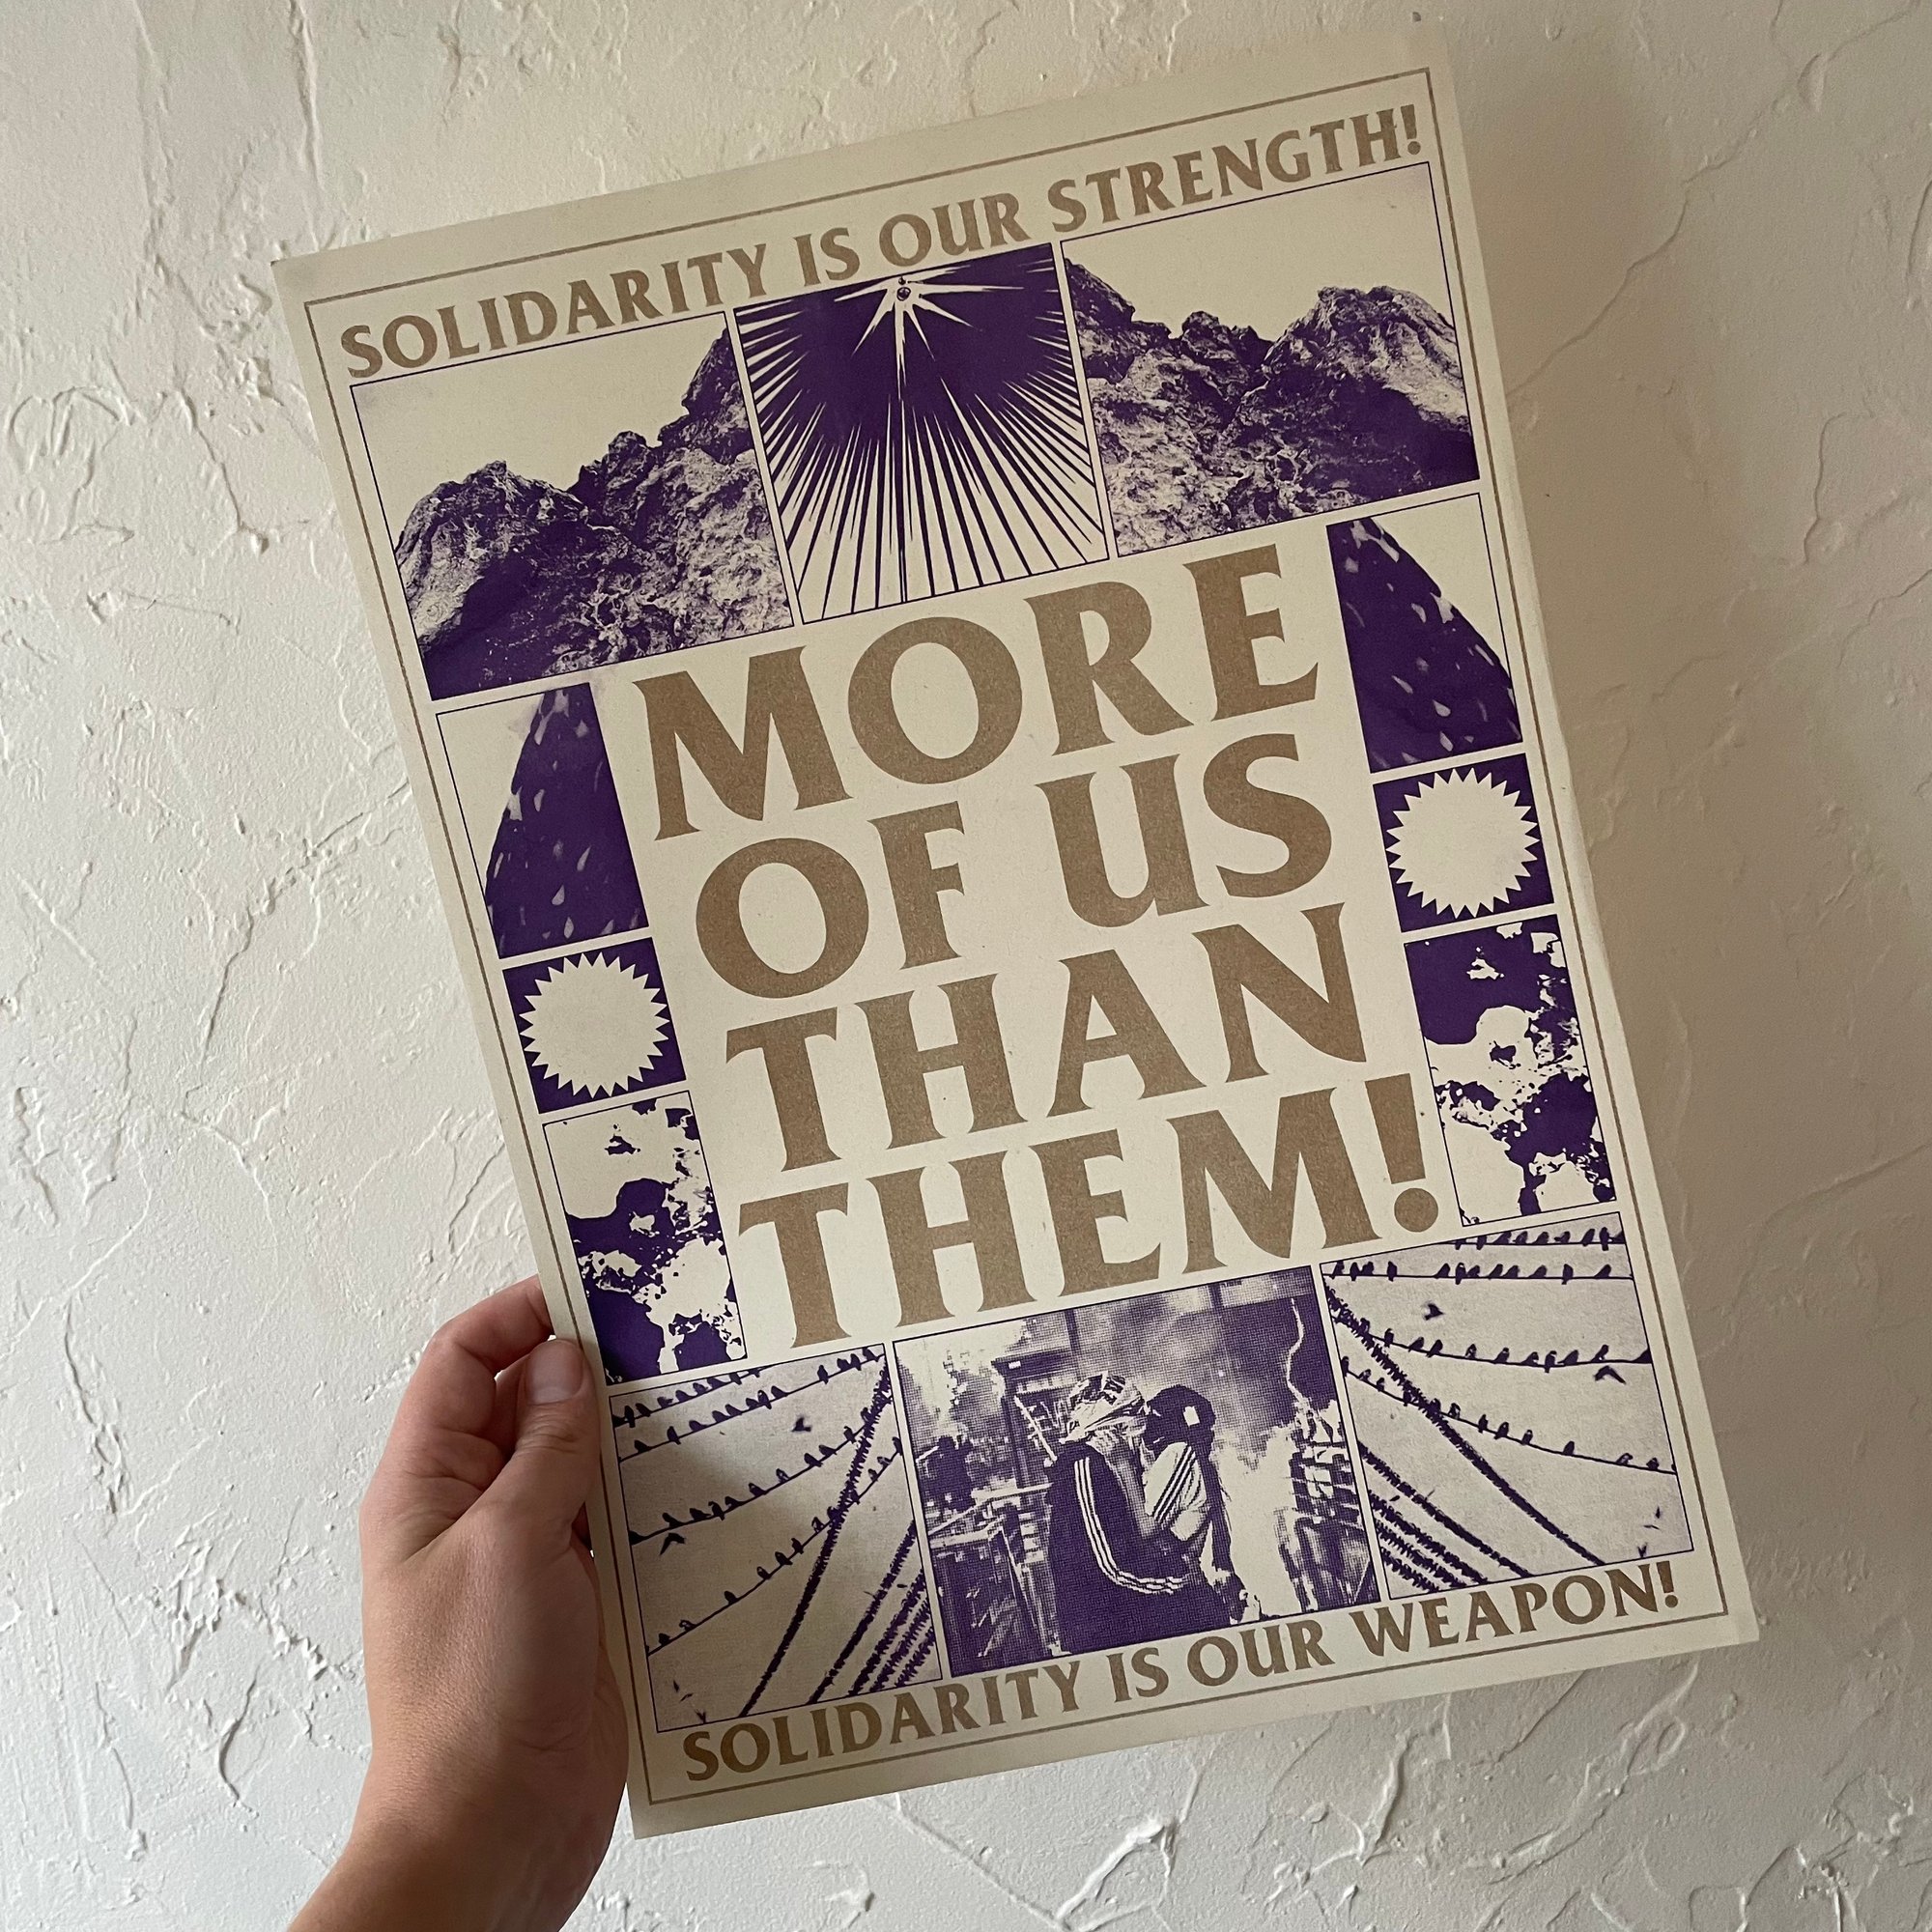 SOLIDARITY IS OUR STRENGTH!
MORE
OF US
THAN
THEM!
SOLIDARITY IS OUR WEAPON!